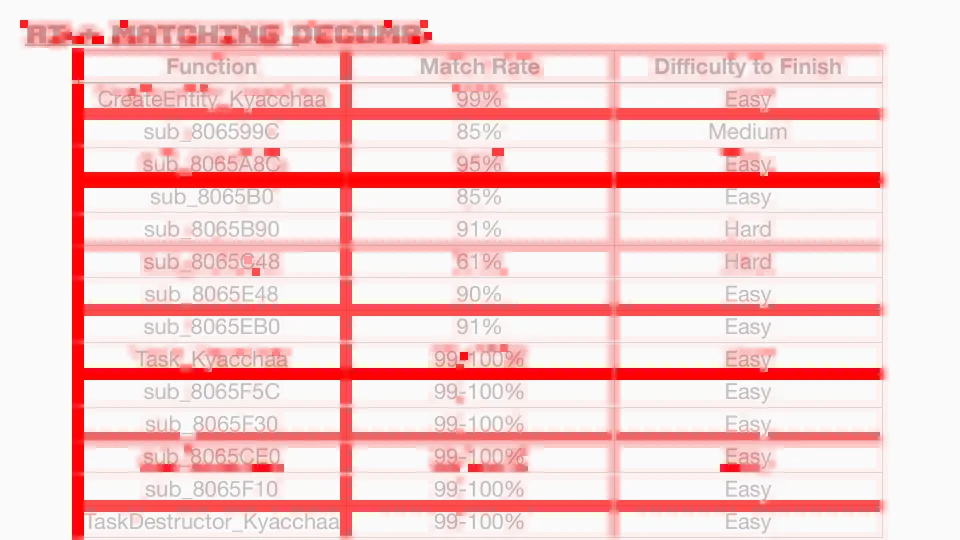 AI + MATCHING DECOMP
Function Match Rate Difficulty to Finish
CreateEntity_Kyacchaa 99% Easy
sub_806599C 85% Medium
sub_8065A8C 95% Easy
sub_8065B0 85% Easy
sub_8065B90 91% Hard
sub_8065C48 61% Hard
sub_8065E48 90% Easy
sub_8065EB0 91% Easy
Task_Kyacchaa 99-100% Easy
sub_8065F5C 99-100% Easy
sub_8065F30 99-100% Easy
sub_8065CE0 99-100% Easy
sub_8065F10 99-100% Easy
TaskDestructor_Kyacchaa 99-100% Easy